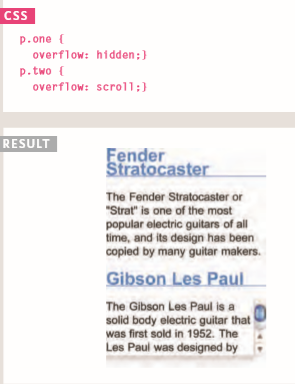 CSS
p.one {
overflow: hidden;}
p.two {
overflow: scroll;}
RESULT
Fender
Stratocaster
The Fender Stratocaster or
"Strat" is one of the most
popular electric guitars of all
time, and its design has been
copied by many guitar makers.
Gibson Les Paul
The Gibson Les Paul is a
solid body electric guitar that
was first sold in 1952. The
Les Paul was designed by